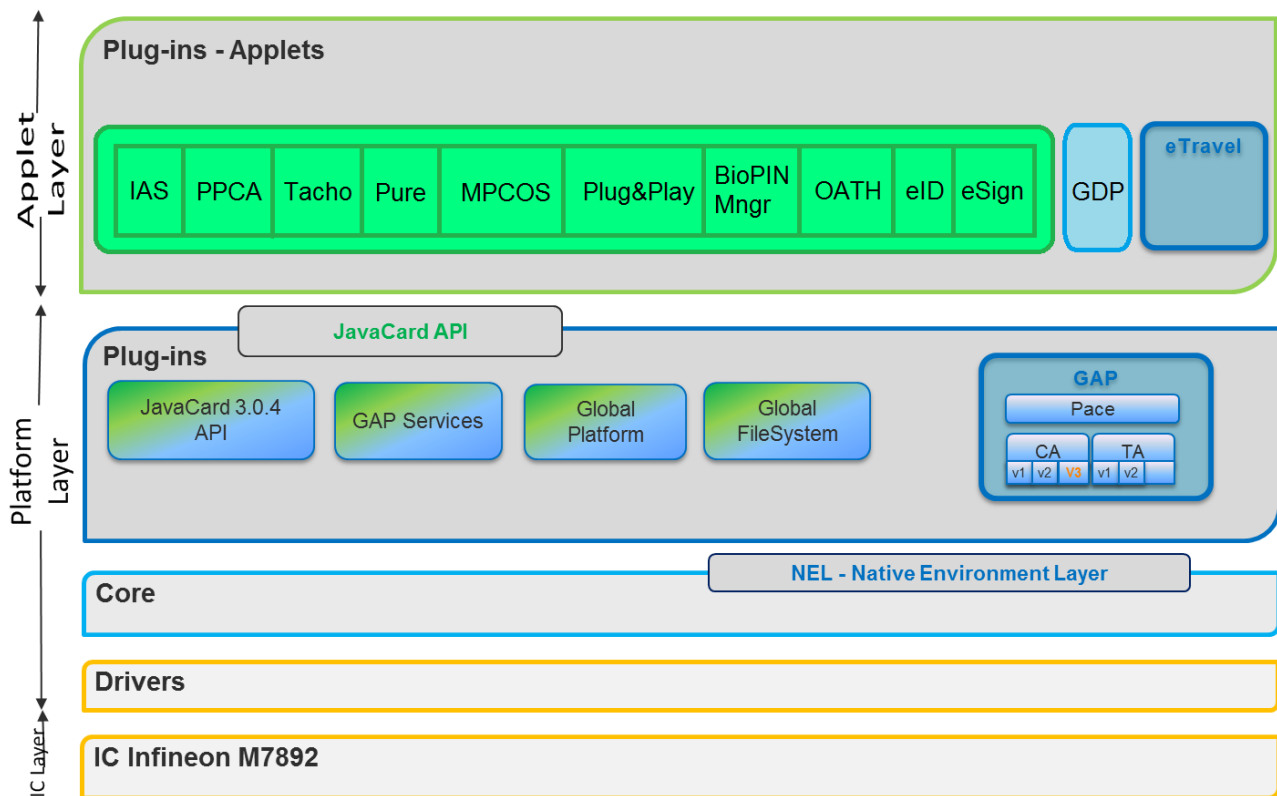 Applet
Layer
Plug-ins - Applets
IAS
PPCA
Tacho
Pure
MPCOS
Plug&Play
BioPIN
Mngr
OATH
eID
eSign
GDP
eTravel
Platform
Layer
JavaCard API
Plug-ins
JavaCard 3.0.4
API
GAP Services
Global
Platform
Global
FileSystem
GAP
Pace
CA
TA
v1
v2
V3
v1
v2
NEL - Native Environment Layer
Core
Drivers
IC Layer
IC Infineon M7892